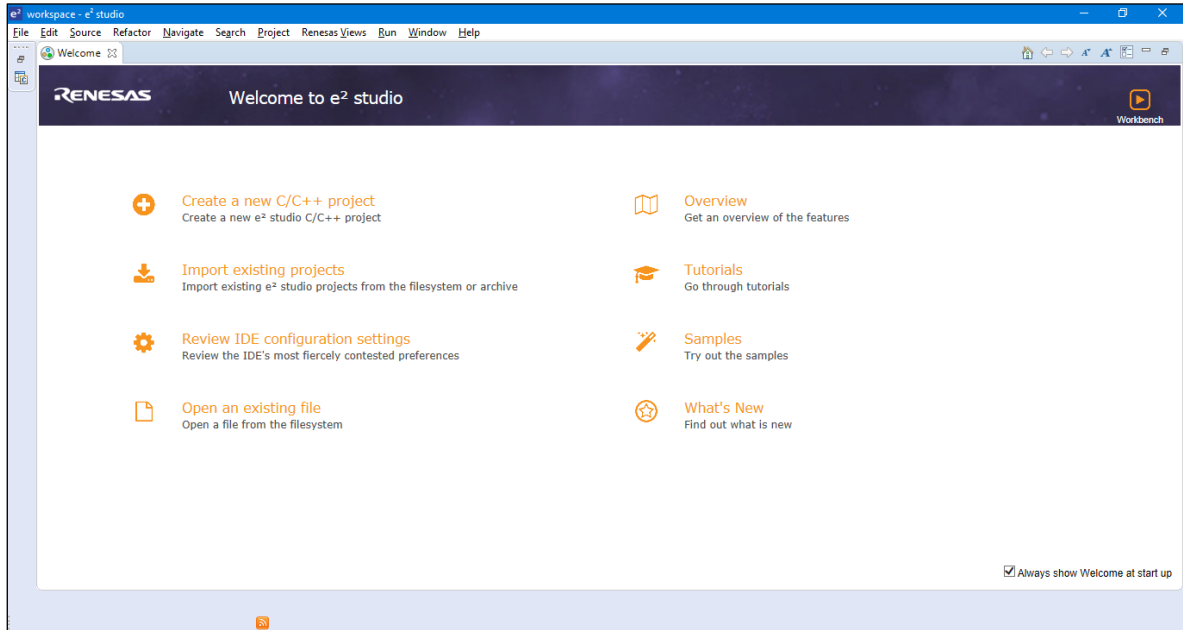 workspace - e² studio
File Edit Source Refactor Navigate Search Project Renesas Views Run Window Help
Welcome
RENESAS
Welcome to e² studio
Workbench
Create a new C/C++ project
Create a new e² studio C/C++ project
Import existing projects
Import existing e² studio projects from the filesystem or archive
Review IDE configuration settings
Review the IDE's most fiercely contested preferences
Open an existing file
Open a file from the filesystem
Overview
Get an overview of the features
Tutorials
Go through tutorials
Samples
Try out the samples
What's New
Find out what is new
Always show Welcome at start up